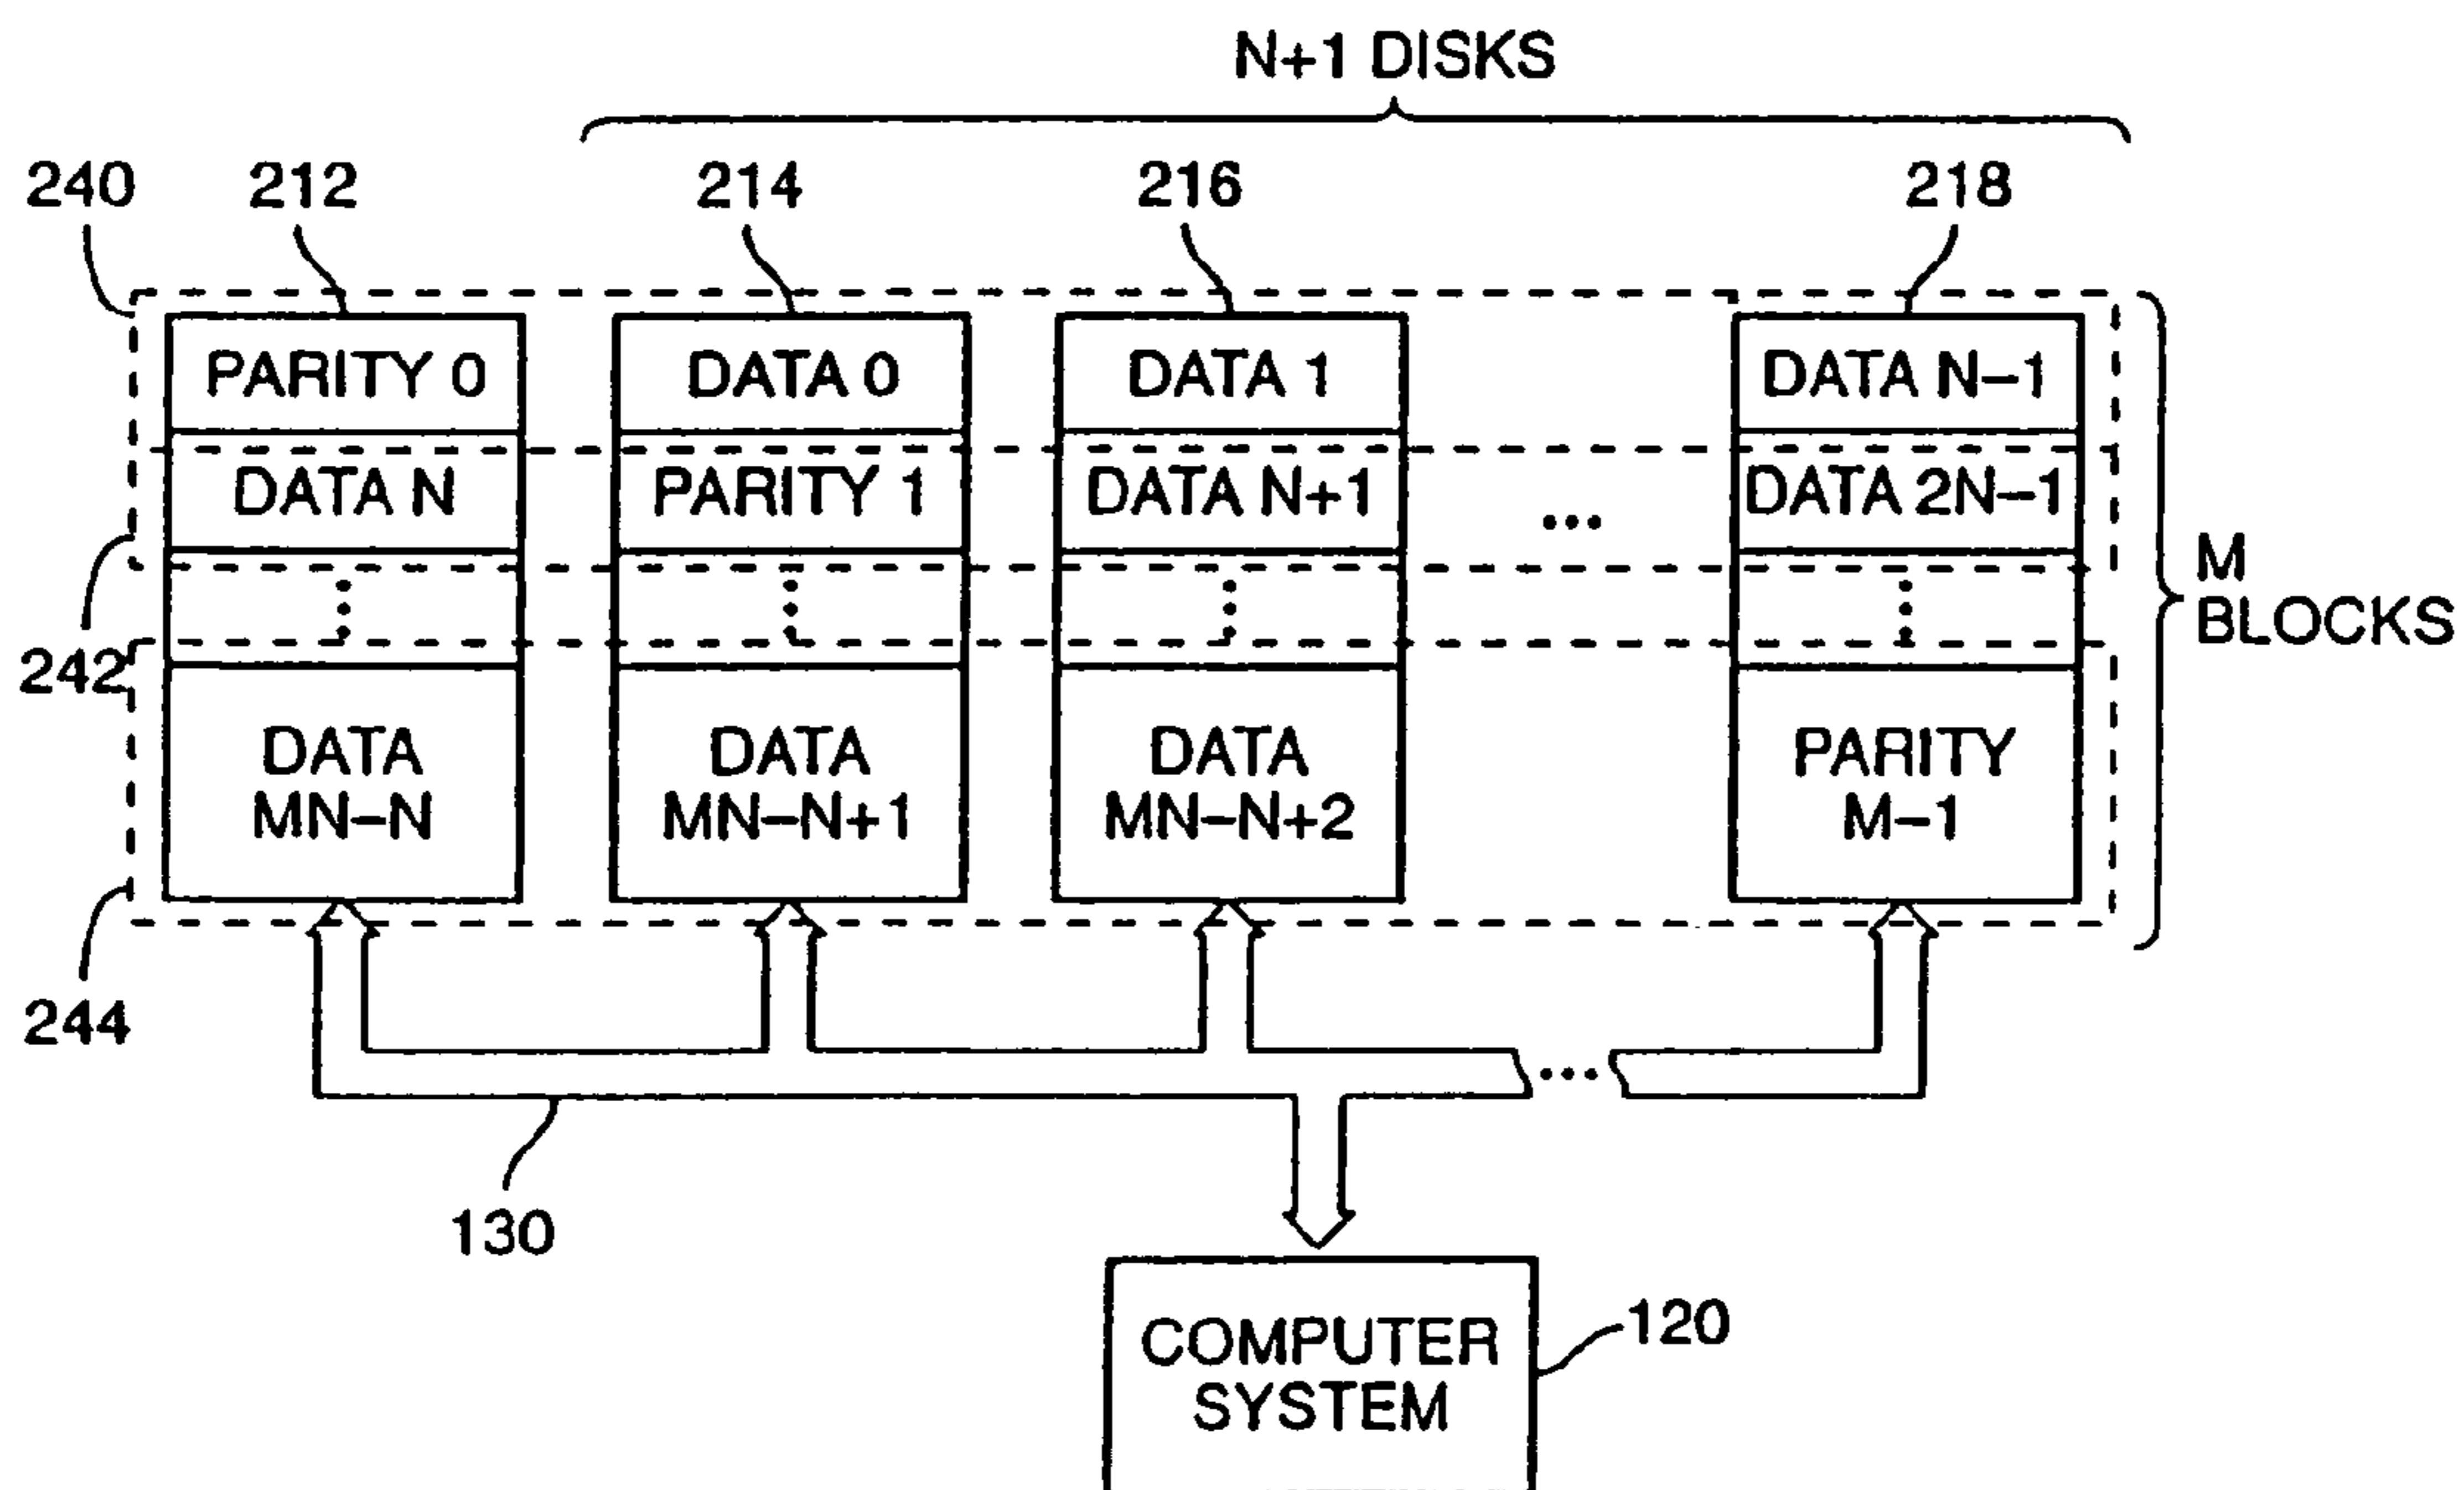 N+1 DISKS
240 212 214 216 218
PARITY 0 DATA 0 DATA 1 DATA N–1
DATA N PARITY 1 DATA N+1 ... DATA 2N–1
M
BLOCKS
242
DATA
MN–N
DATA
MN–N+1
DATA
MN–N+2
PARITY
M–1
244
...
130
COMPUTER
SYSTEM
120